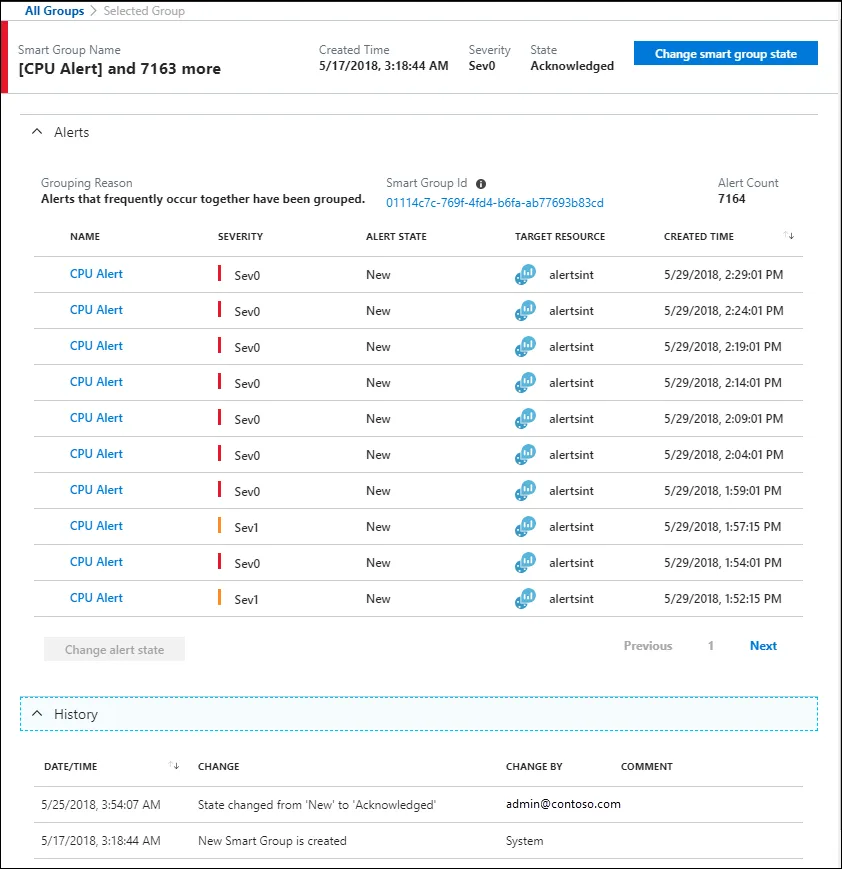 All Groups > Selected Group
Smart Group Name Created Time Severity State
[CPU Alert] and 7163 more 5/17/2018, 3:18:44 AM Sev0 Acknowledged Change smart group state
Alerts
Grouping Reason Smart Group Id Alert Count
Alerts that frequently occur together have been grouped. 01114c7c-769f-4fd4-b6fa-ab77693b83cd 7164
NAME SEVERITY ALERT STATE TARGET RESOURCE CREATED TIME
CPU Alert Sev0 New alertsint 5/29/2018, 2:29:01 PM
CPU Alert Sev0 New alertsint 5/29/2018, 2:24:01 PM
CPU Alert Sev0 New alertsint 5/29/2018, 2:19:01 PM
CPU Alert Sev0 New alertsint 5/29/2018, 2:14:01 PM
CPU Alert Sev0 New alertsint 5/29/2018, 2:09:01 PM
CPU Alert Sev0 New alertsint 5/29/2018, 2:04:01 PM
CPU Alert Sev0 New alertsint 5/29/2018, 1:59:01 PM
CPU Alert Sev1 New alertsint 5/29/2018, 1:57:15 PM
CPU Alert Sev0 New alertsint 5/29/2018, 1:54:01 PM
CPU Alert Sev1 New alertsint 5/29/2018, 1:52:15 PM
Change alert state Previous 1 Next
History
DATE/TIME CHANGE CHANGE BY COMMENT
5/25/2018, 3:54:07 AM State changed from 'New' to 'Acknowledged' admin@contoso.com
5/17/2018, 3:18:44 AM New Smart Group is created System